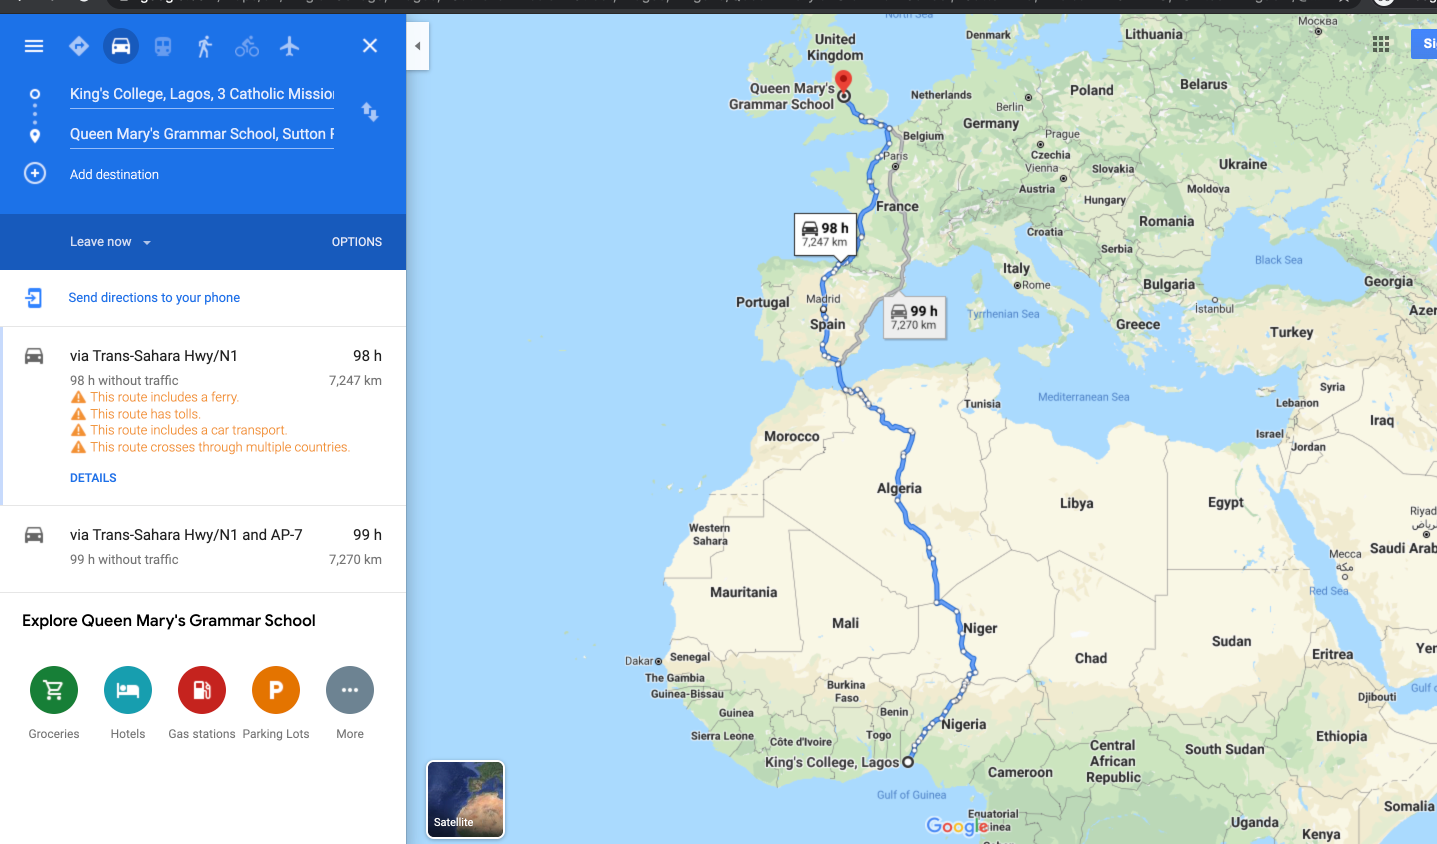 King's College, Lagos, 3 Catholic Mission
Queen Mary's Grammar School, Sutton
Add destination
Leave now
OPTIONS
Send directions to your phone
via Trans-Sahara Hwy/N1
98 h
98 h without traffic
7,247 km
This route includes a ferry.
This route has tolls.
This route includes a car transport.
This route crosses through multiple countries.
DETAILS
via Trans-Sahara Hwy/N1 and AP-7
99 h
99 h without traffic
7,270 km
Explore Queen Mary's Grammar School
Groceries
Hotels
Gas stations
P
Parking Lots
More
Satellite
North Sea
United
Kingdom
Denmark
Lithuania
Москва
Queen Mary's
Grammar School
Netherlands
Berlin
Poland
Belarus
Germany
Belgium
Prague
Czechia
Paris
Vienna
Slovakia
Ukraine
Austria
Moldova
Hungary
France
Romania
Croatia
98 h
7,247 km
Serbia
Black Sea
Italy
Rome
Bulgaria
Georgia
Portugal
Madrid
Spain
99 h
7,270 km
Tyrrhenian Sea
Istanbul
Greece
Turkey
Azer
Syria
Mediterranean Sea
Tunisia
Lebanon
Iraq
Israel
Jordan
Morocco
Algeria
Libya
Egypt
Western
Sahara
Riyad
الرياض
Mecca
مكة
Saudi Arab
Red Sea
Mauritania
Mali
Niger
Chad
Sudan
Eritrea
Yer
Dakar
Senegal
The Gambia
Guinea-Bissau
Burkina
Faso
Djibouti
Gulf o
Guinea
Benin
Nigeria
Sierra Leone
Côte d'Ivoire
Togo
Ethiopia
King's College, Lagos
Central
African
Republic
South Sudan
Cameroon
Gulf of Guinea
Equatorial
Guinea
Google
Somalia
Uganda
Kenya
Si